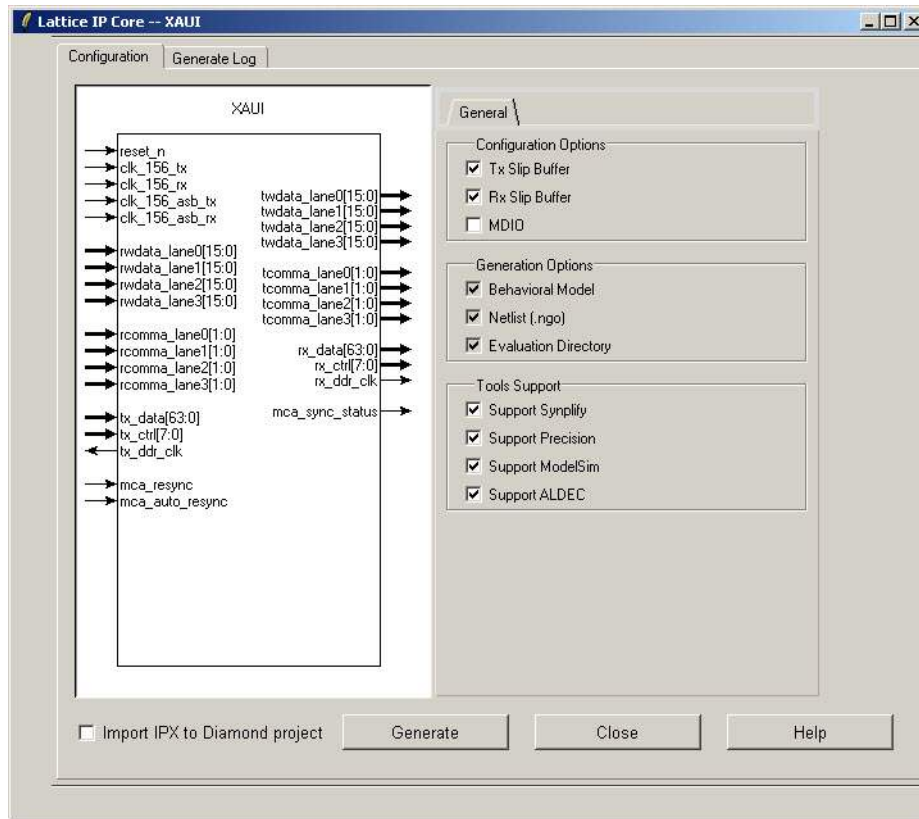 Lattice IP Core -- XAUI
Configuration
Generate Log
XAUI
reset_n
clk_156_tx
clk_156_rx
clk_156_asb_tx
clk_156_asb_rx
rwdata_lane0[15:0]
rwdata_lane1[15:0]
rwdata_lane2[15:0]
rwdata_lane3[15:0]
rcomma_lane0[1:0]
rcomma_lane1[1:0]
rcomma_lane2[1:0]
rcomma_lane3[1:0]
tx_data[63:0]
tx_ctrl[7:0]
tx_ddr_clk
mca_resync
mca_auto_resync
twdata_lane0[15:0]
twdata_lane1[15:0]
twdata_lane2[15:0]
twdata_lane3[15:0]
tcomma_lane0[1:0]
tcomma_lane1[1:0]
tcomma_lane2[1:0]
tcomma_lane3[1:0]
rx_data[63:0]
rx_ctrl[7:0]
rx_ddr_clk
mca_sync_status
General
Configuration Options
Tx Slip Buffer
Rx Slip Buffer
MDIO
Generation Options
Behavioral Model
Netlist (.ngo)
Evaluation Directory
Tools Support
Support Synplify
Support Precision
Support ModelSim
Support ALDEC
Import IPX to Diamond project
Generate
Close
Help